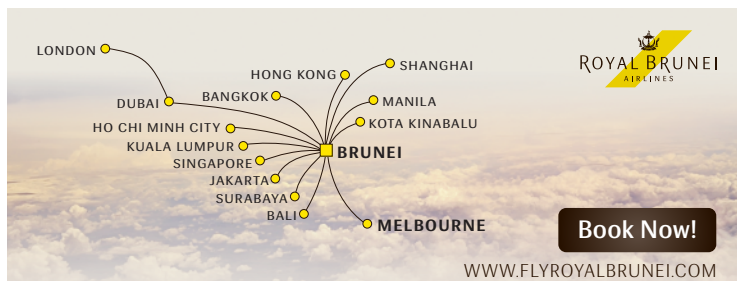 LONDON
HONG KONG
SHANGHAI
DUBAI
BANGKOK
MANILA
HO CHI MINH CITY
KOTA KINABALU
KUALA LUMPUR
BRUNEI
SINGAPORE
JAKARTA
SURABAYA
BALI
MELBOURNE
ROYAL BRUNEI
AIRLINES
Book Now!
WWW.FLYROYALBRUNEI.COM